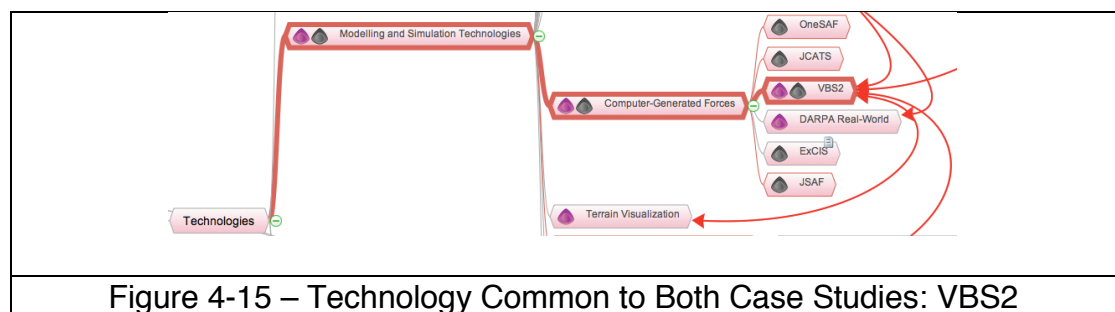 OneSAF
Modelling and Simulation Technologies
JCATS
VBS2
Computer-Generated Forces
DARPA Real-World
ExCIS
JSAF
Terrain Visualization
Technologies
Figure 4-15 – Technology Common to Both Case Studies: VBS2